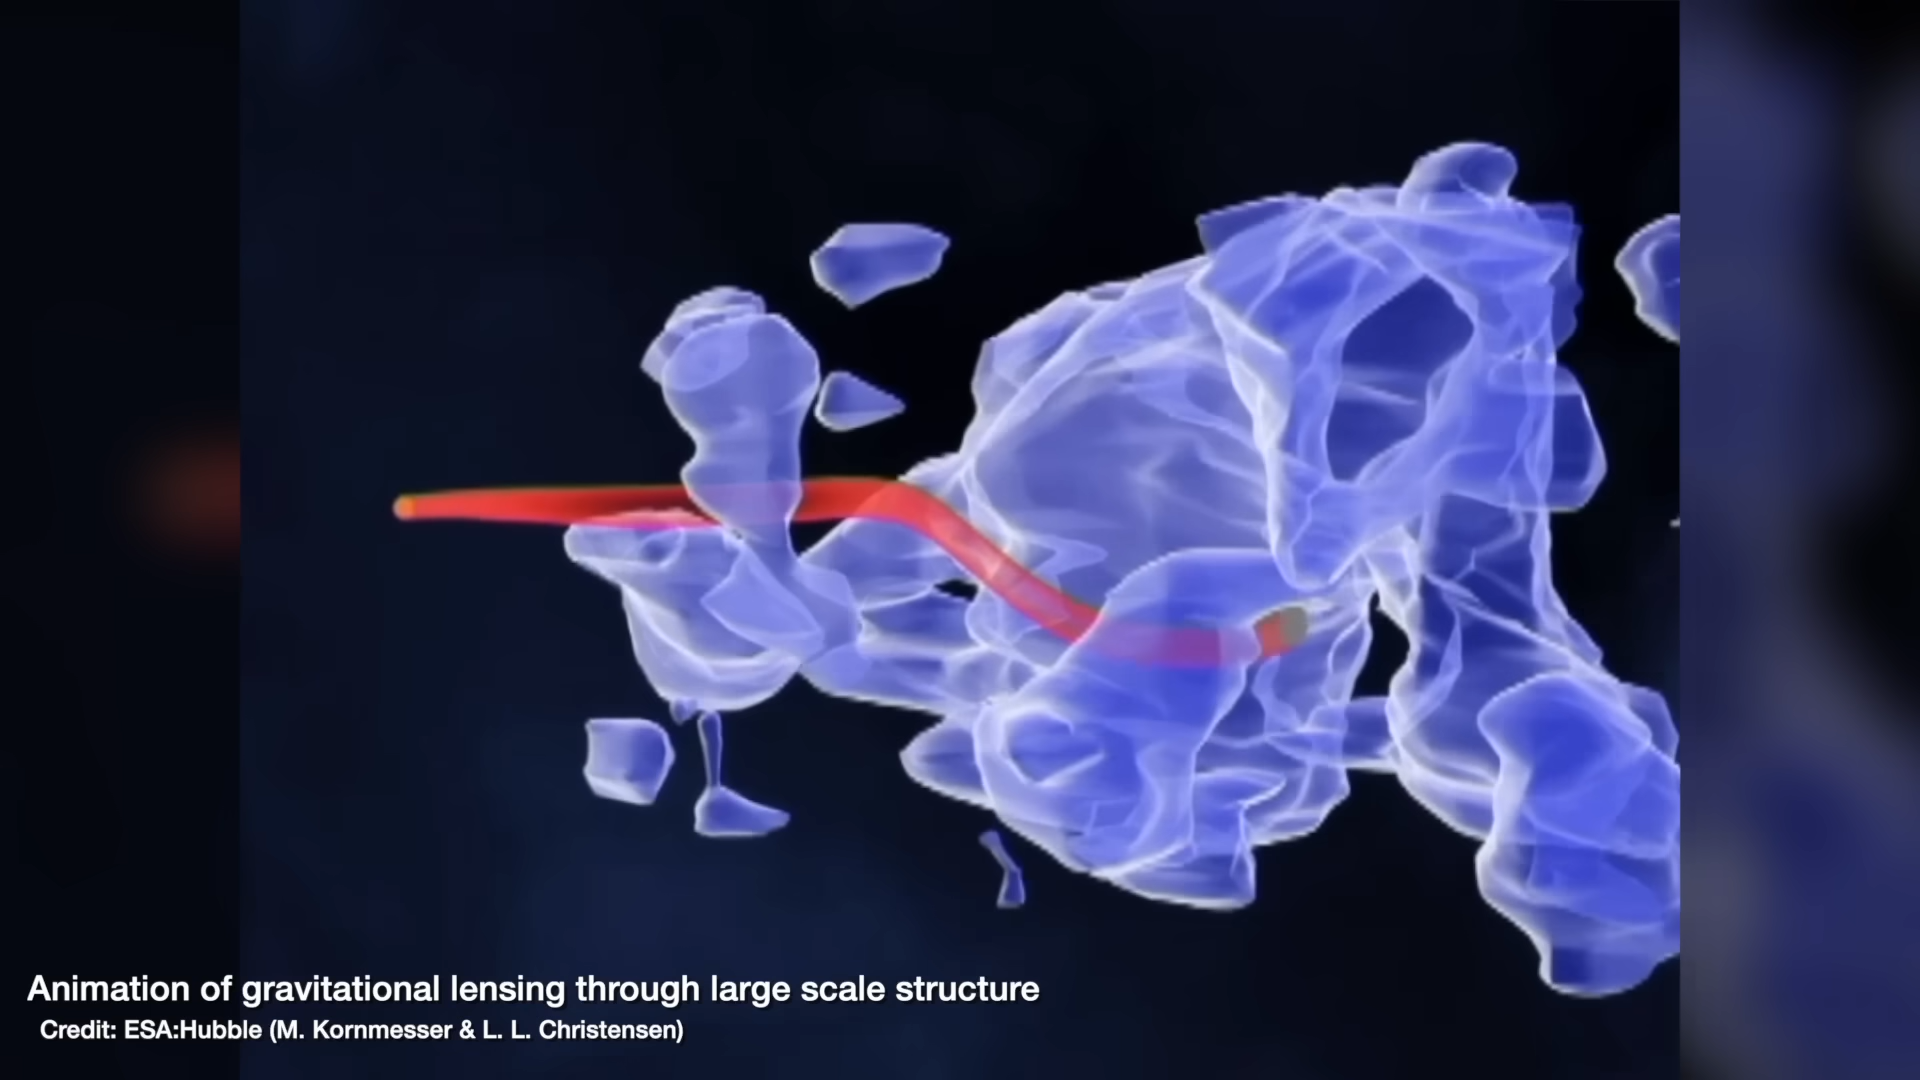 Animation of gravitational lensing through large scale structure
Credit: ESA:Hubble (M. Kornmesser & L. L. Christensen)